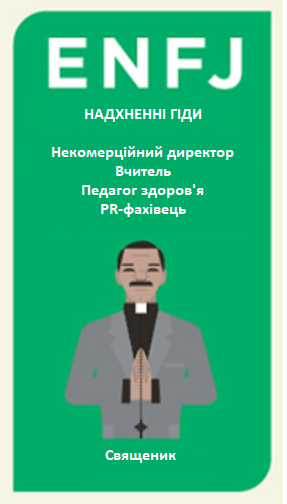 ENFJ
НАДХНЕННІ ГІДИ
Некомерційний директор
Вчитель
Педагог здоров'я
PR-фахівець
Священик